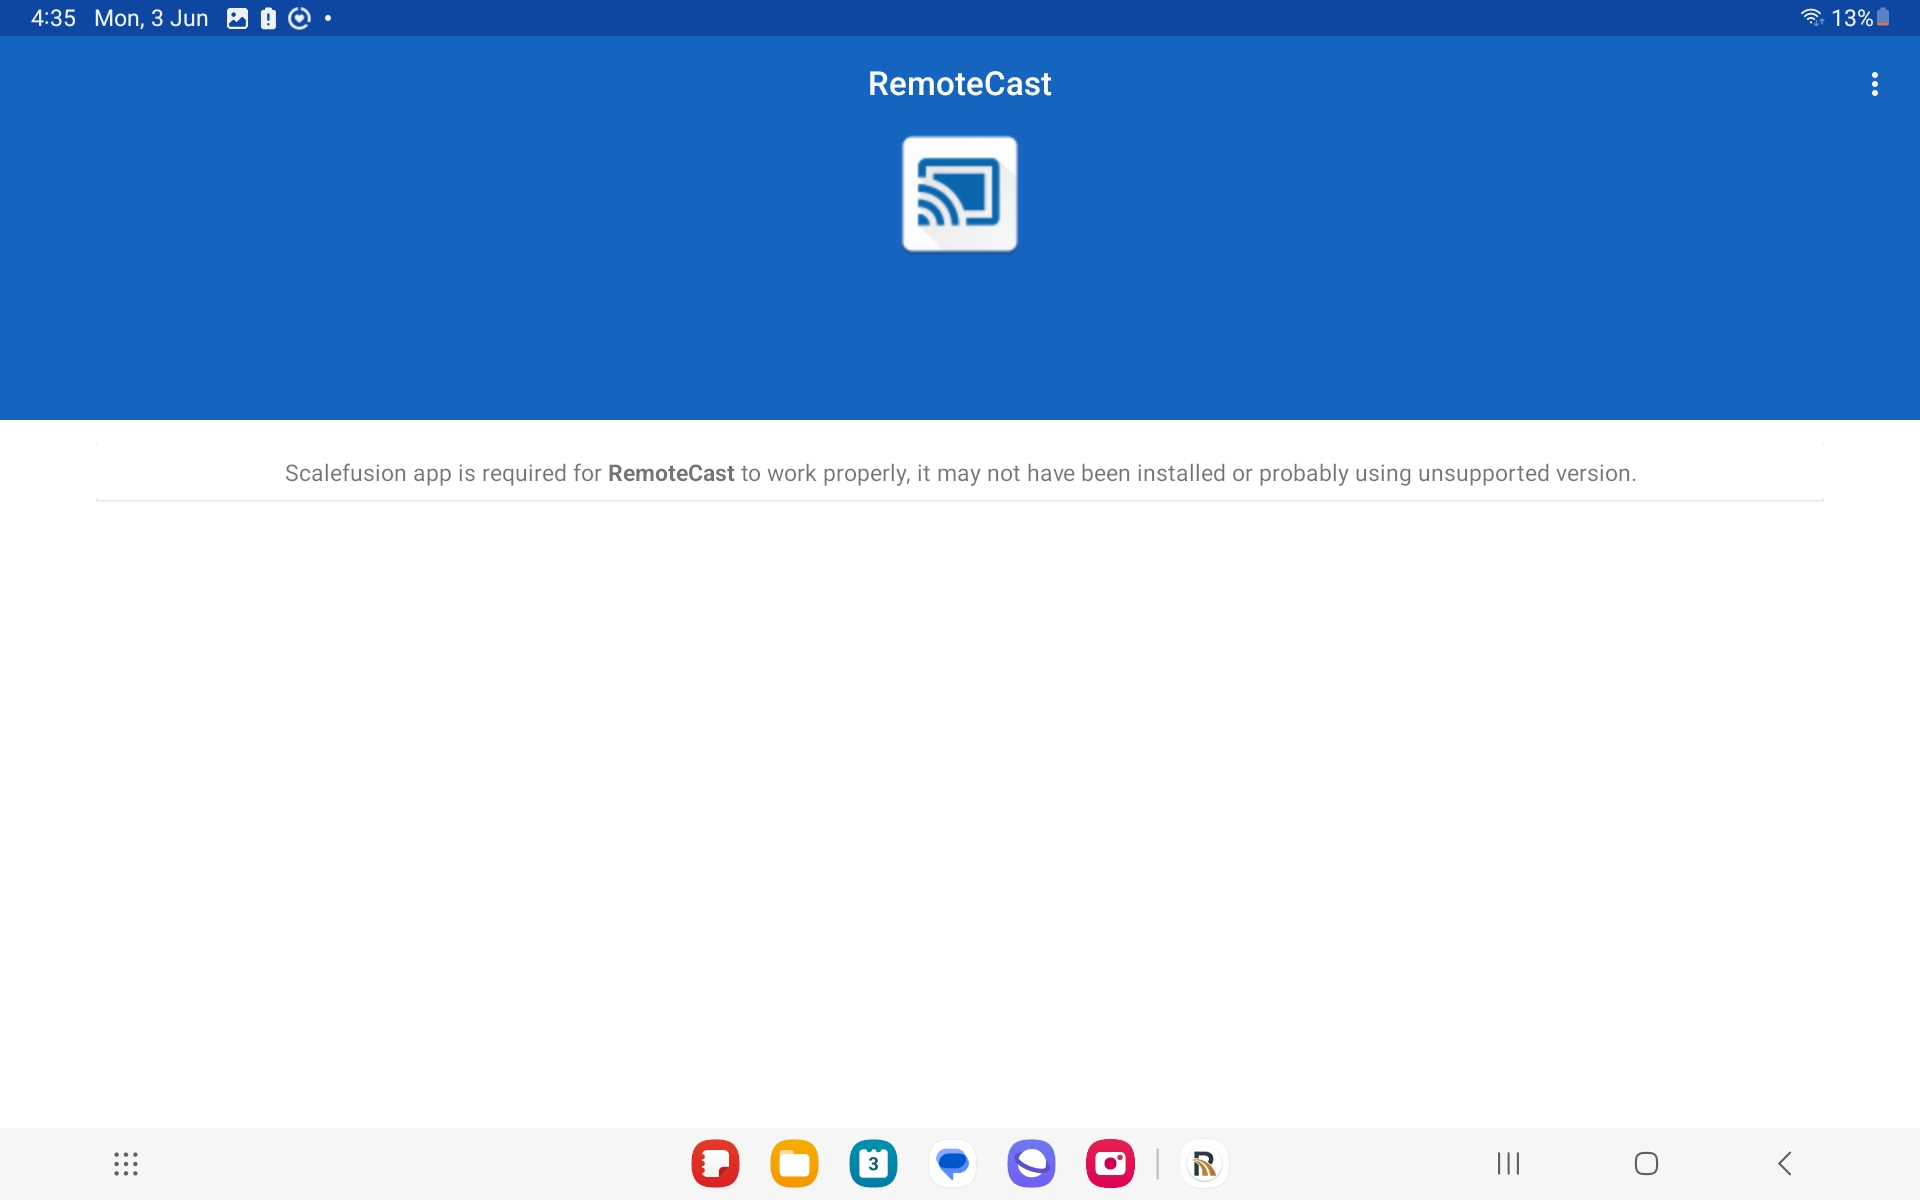 4:35 Mon, 3 Jun 13%
RemoteCast
Scalefusion app is required for RemoteCast to work properly, it may not have been installed or probably using unsupported version.
3
R